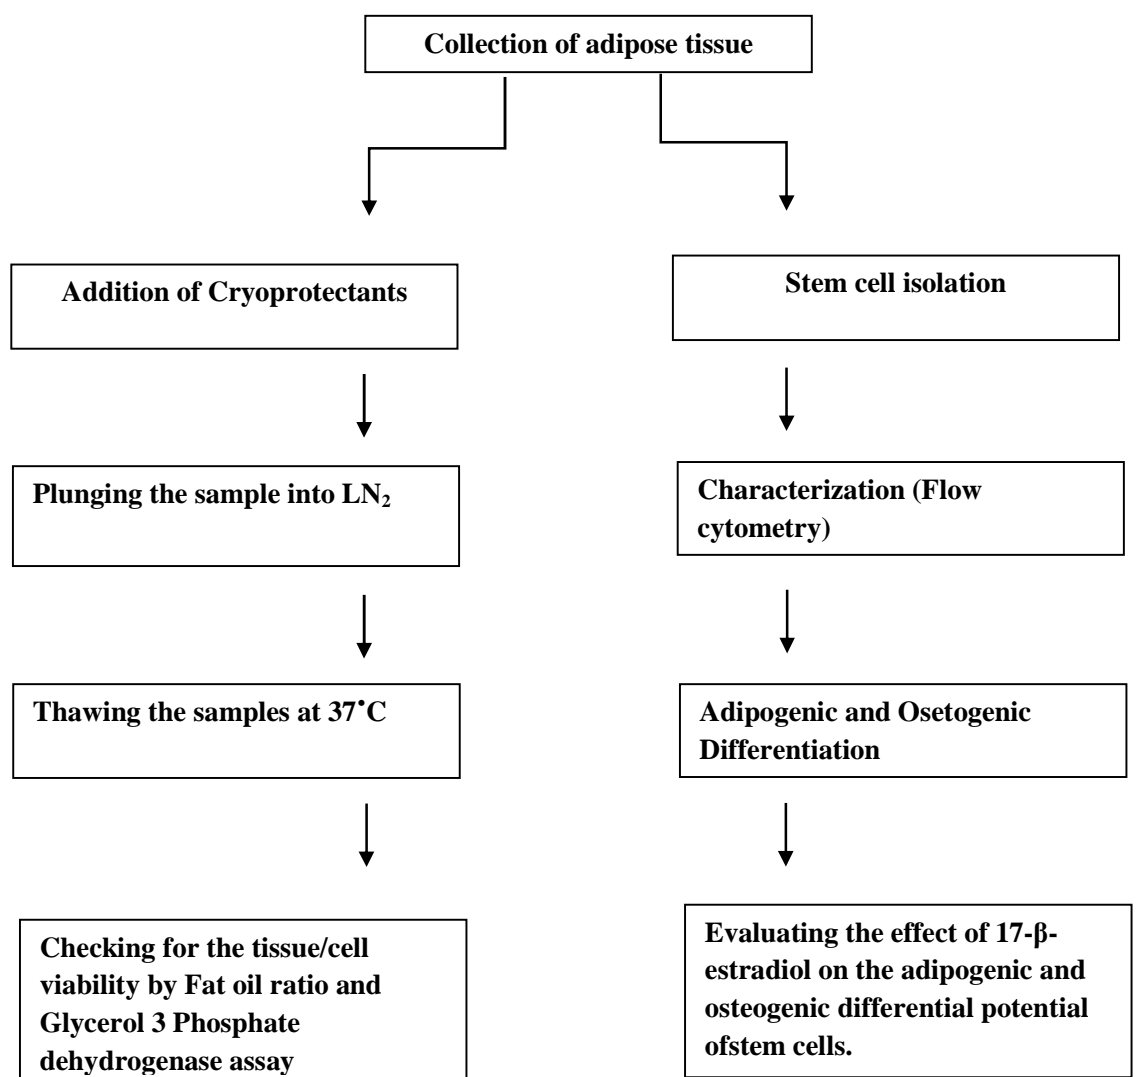 Collection of adipose tissue
Addition of Cryoprotectants
Stem cell isolation
Plunging the sample into LN₂
Characterization (Flow
cytometry)
Thawing the samples at 37˚C
Adipogenic and Osetogenic
Differentiation
Checking for the tissue/cell
viability by Fat oil ratio and
Glycerol 3 Phosphate
dehydrogenase assay
Evaluating the effect of 17-β-
estradiol on the adipogenic and
osteogenic differential potential
ofstem cells.